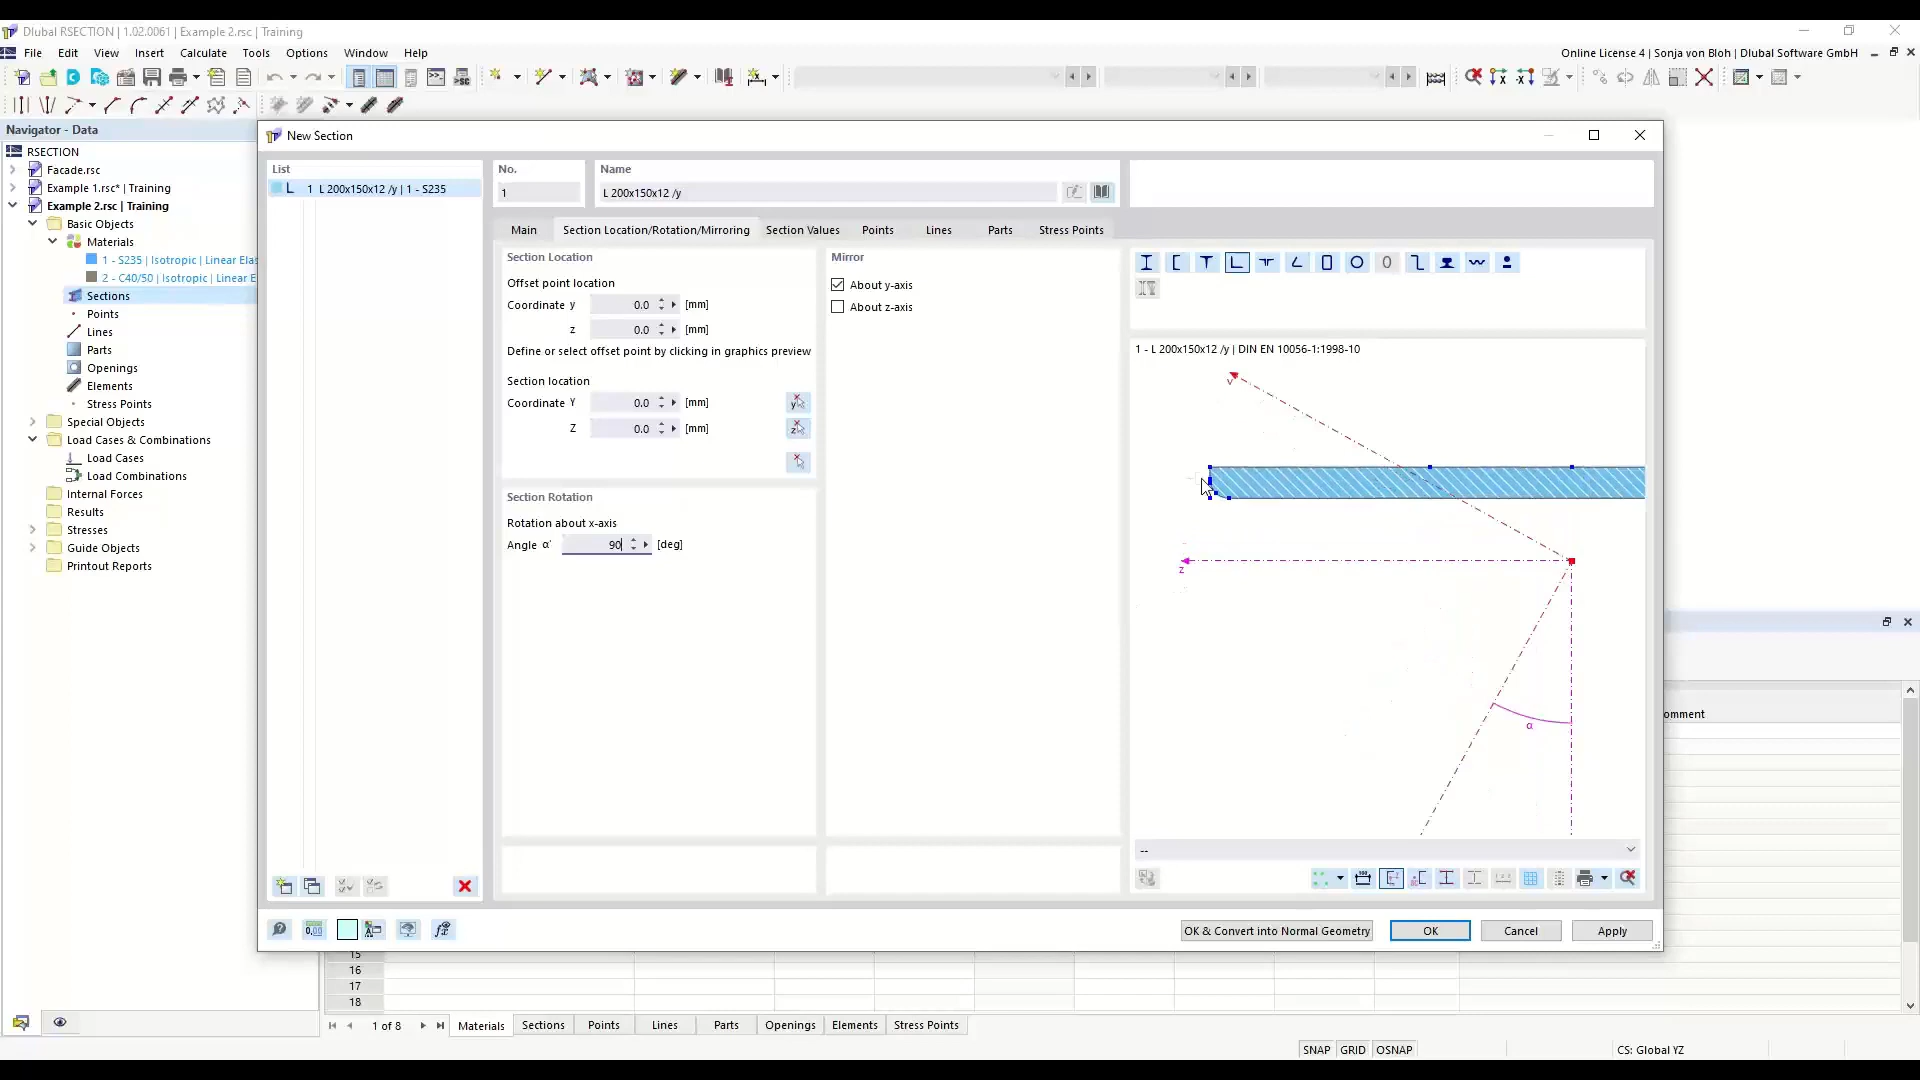 Dlubal RSECTION | 1.02.0061 | Example 2.rsc | Training
File Edit View Insert Calculate Tools Options Window Help
Online License 4 | Sonja von Bloh | Dlubal Software GmbH
Navigator - Data
RSECTION
Facade.rsc
Example 1.rsc* | Training
Example 2.rsc | Training
Basic Objects
Materials
1 - S235 | Isotropic | Linear Elas
2 - C40/50 | Isotropic | Linear E
Sections
Points
Lines
Parts
Openings
Elements
Stress Points
Special Objects
Load Cases & Combinations
Load Cases
Load Combinations
Internal Forces
Results
Stresses
Guide Objects
Printout Reports
New Section
List
1 L 200x150x12 /y | 1 - S235
No.
1
Name
L 200x150x12 /y
Main Section Location/Rotation/Mirroring Section Values Points Lines Parts Stress Points
Section Location
Offset point location
Coordinate y 0.0 [mm]
z 0.0 [mm]
Define or select offset point by clicking in graphics preview
Section location
Coordinate Y 0.0 [mm]
Z 0.0 [mm]
Section Rotation
Rotation about x-axis
Angle α' 90 [deg]
Mirror
About y-axis
About z-axis
1 - L 200x150x12 /y | DIN EN 10056-1:1998-10
v
z
α
--
OK & Convert into Normal Geometry OK Cancel Apply
omment
15
16
17
18
1 of 8 Materials Sections Points Lines Parts Openings Elements Stress Points
SNAP GRID OSNAP CS: Global YZ